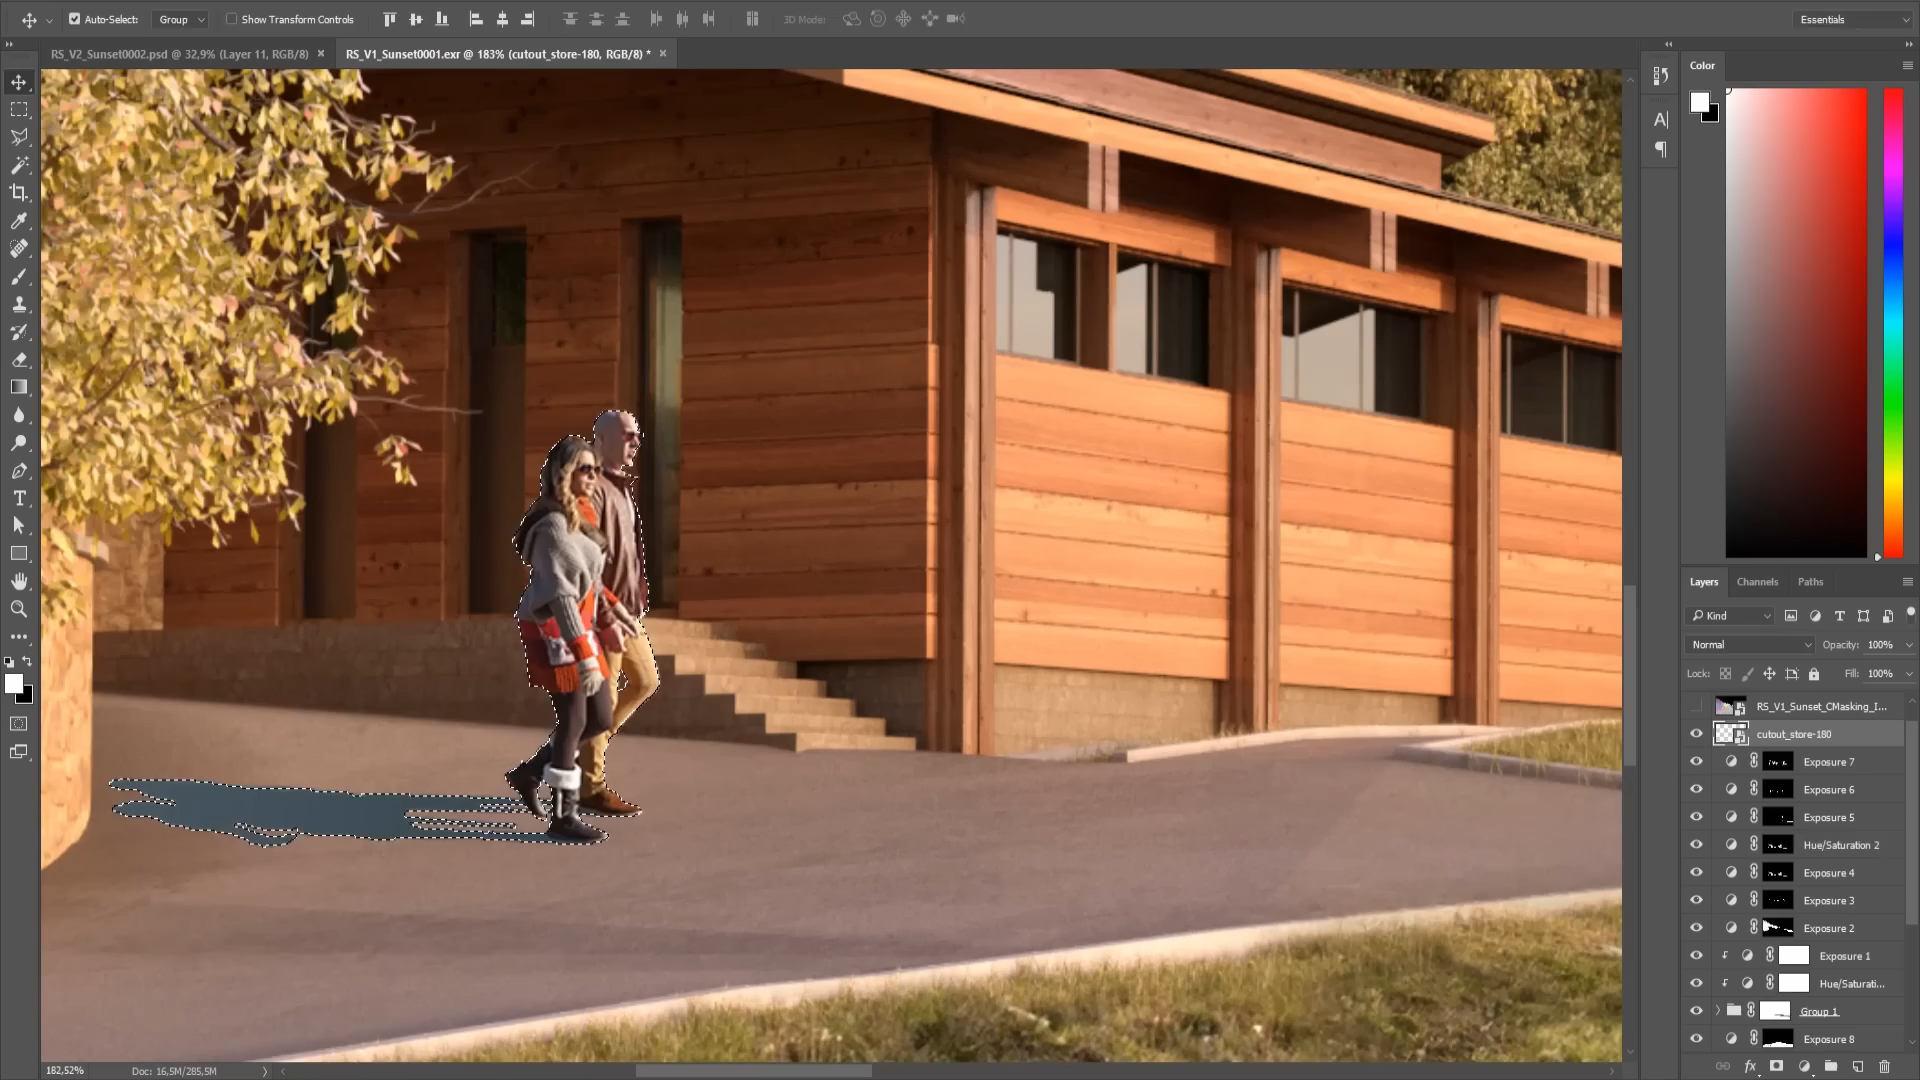 Auto-Select: Group Show Transform Controls 3D Mode: Essentials
RS_V2_Sunset0002.psd @ 32,9% (Layer 11, RGB/8) × RS_V1_Sunset0001.exr @ 183% (cutout_store-180, RGB/8) * ×
Color
Layers Channels Paths
Kind
Normal Opacity: 100%
Lock: Fill: 100%
RS_V1_Sunset_CMasking_I...
cutout_store-180
Exposure 7
Exposure 6
Exposure 5
Hue/Saturation 2
Exposure 4
Exposure 3
Exposure 2
Exposure 1
Hue/Saturati...
Group 1
Exposure 8
182,52% Doc: 16,5M/285,5M